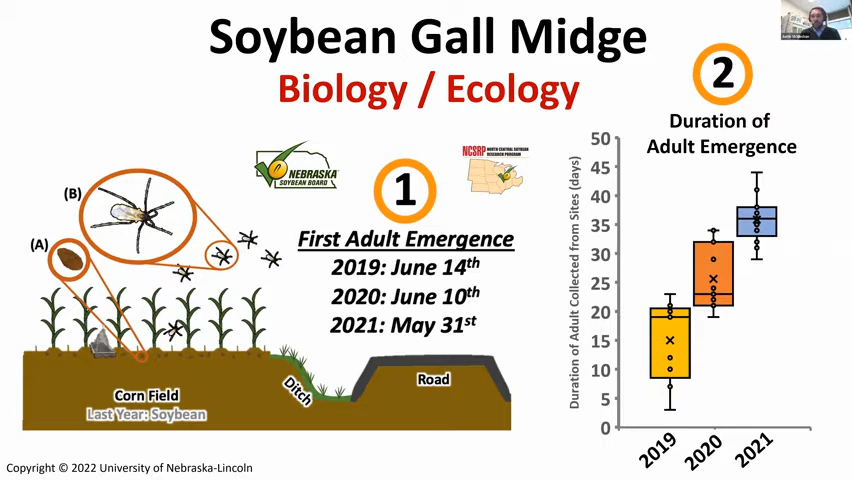 Soybean Gall Midge
Biology / Ecology
NEBRASKA
SOYBEAN BOARD
NCSRP
NORTH CENTRAL SOYBEAN
RESEARCH PROGRAM
1
First Adult Emergence
2019: June 14th
2020: June 10th
2021: May 31st
(B)
(A)
Corn Field
Last Year: Soybean
Ditch
Road
2
Duration of
Adult Emergence
Duration of Adult Collected from Sites (days)
50
45
40
35
30
25
20
15
10
5
0
2019
2020
2021
Copyright © 2022 University of Nebraska-Lincoln